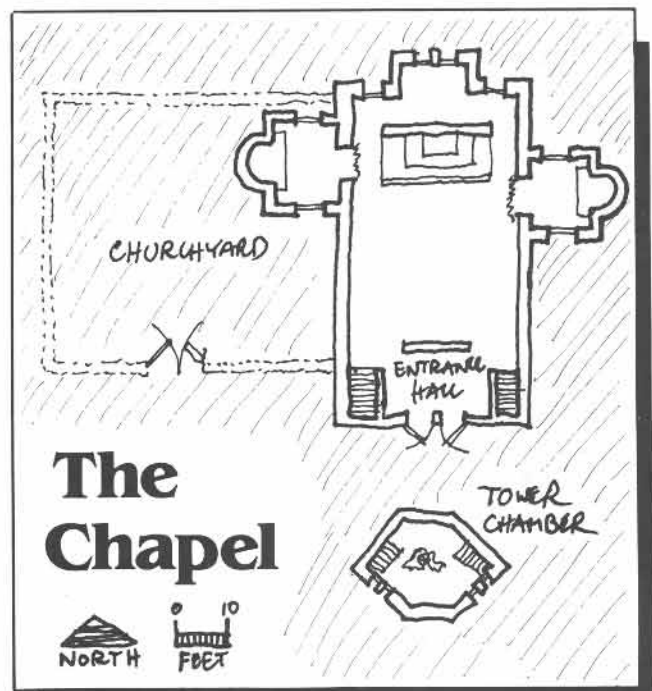 CHURCHYARD
ENTRANCE
HALL
The
Chapel
TOWER
CHAMBER
0 10
NORTH
FEET